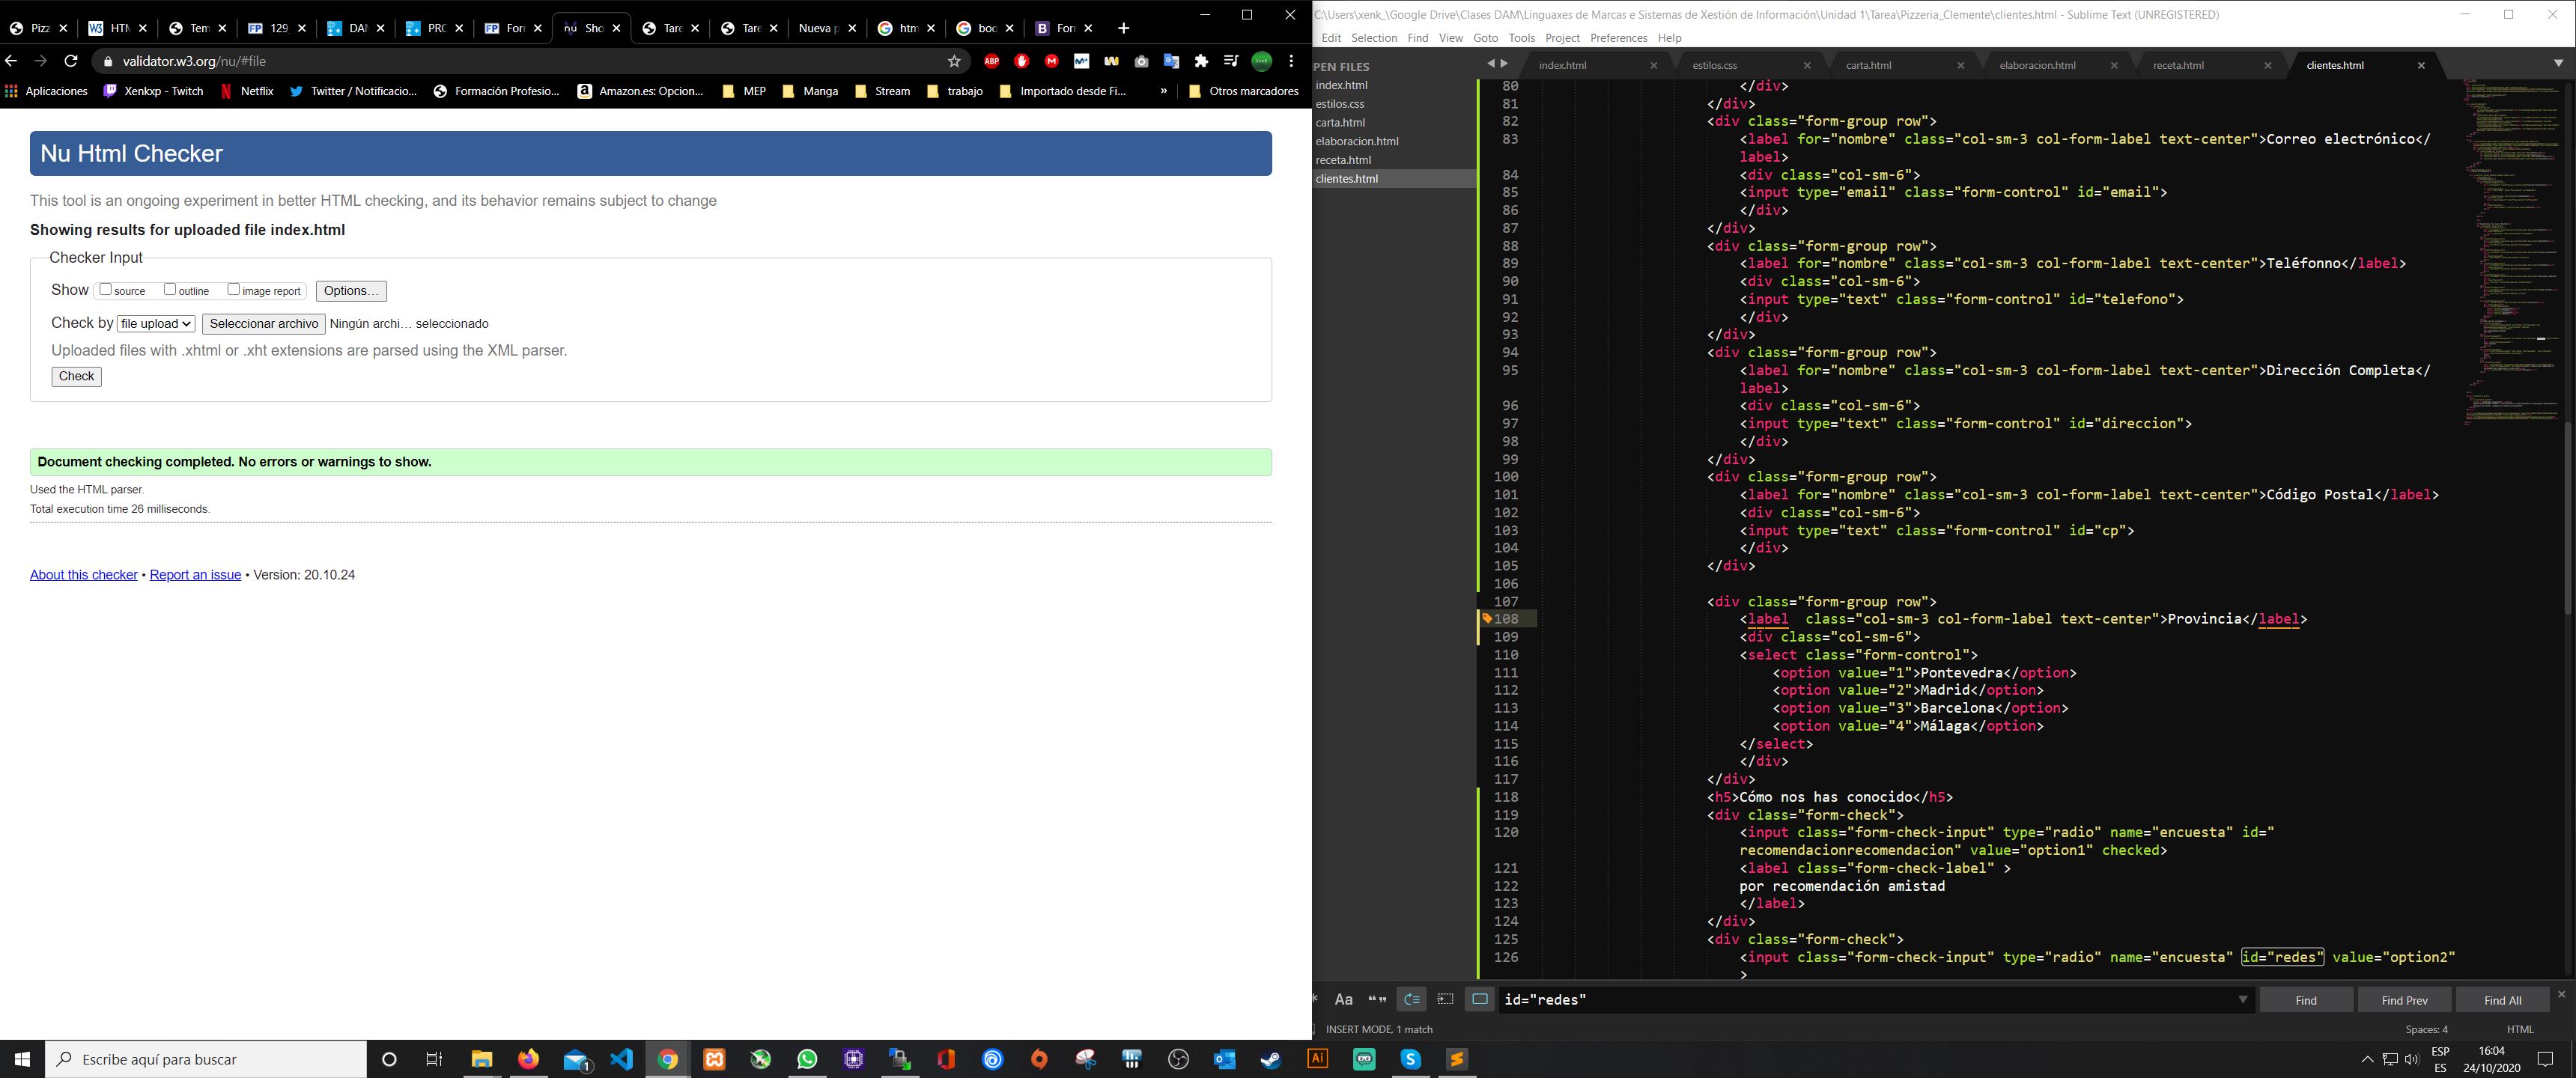 Pizz
HTM
Tem
129
DAM
PRO
Forr
Sho
Tare
Tare
Nueva p
htm
boo
Forr
validator.w3.org/nu/#file
Aplicaciones
Xenkxp - Twitch
Netflix
Twitter / Notificacio...
Formación Profesio...
Amazon.es: Opcion...
MEP
Manga
Stream
trabajo
Importado desde Fi...
»
Otros marcadores
Nu Html Checker
This tool is an ongoing experiment in better HTML checking, and its behavior remains subject to change
Showing results for uploaded file index.html
Checker Input
Show source outline image report Options...
Check by file upload Seleccionar archivo Ningún archi... seleccionado
Uploaded files with .xhtml or .xht extensions are parsed using the XML parser.
Check
Document checking completed. No errors or warnings to show.
Used the HTML parser.
Total execution time 26 milliseconds.
About this checker • Report an issue • Version: 20.10.24
C:\Users\xenk_\Google Drive\Clases DAM\Linguaxes de Marcas e Sistemas de Xestión de Información\Unidad 1\Tarea\Pizzeria_Clemente\clientes.html - Sublime Text (UNREGISTERED)
Edit Selection Find View Goto Tools Project Preferences Help
PEN FILES
index.html
estilos.css
carta.html
elaboracion.html
receta.html
clientes.html
index.html
estilos.css
carta.html
elaboracion.html
receta.html
clientes.html
80 </div>
81 </div>
82 <div class="form-group row">
83 <label for="nombre" class="col-sm-3 col-form-label text-center">Correo electrónico</
label>
84 <div class="col-sm-6">
85 <input type="email" class="form-control" id="email">
86 </div>
87 </div>
88 <div class="form-group row">
89 <label for="nombre" class="col-sm-3 col-form-label text-center">Teléfonno</label>
90 <div class="col-sm-6">
91 <input type="text" class="form-control" id="telefono">
92 </div>
93 </div>
94 <div class="form-group row">
95 <label for="nombre" class="col-sm-3 col-form-label text-center">Dirección Completa</
label>
96 <div class="col-sm-6">
97 <input type="text" class="form-control" id="direccion">
98 </div>
99 </div>
100 <div class="form-group row">
101 <label for="nombre" class="col-sm-3 col-form-label text-center">Código Postal</label>
102 <div class="col-sm-6">
103 <input type="text" class="form-control" id="cp">
104 </div>
105 </div>
106
107 <div class="form-group row">
108 <label  class="col-sm-3 col-form-label text-center">Provincia</label>
109 <div class="col-sm-6">
110 <select class="form-control">
111 <option value="1">Pontevedra</option>
112 <option value="2">Madrid</option>
113 <option value="3">Barcelona</option>
114 <option value="4">Málaga</option>
115 </select>
116 </div>
117 </div>
118 <h5>Cómo nos has conocido</h5>
119 <div class="form-check">
120 <input class="form-check-input" type="radio" name="encuesta" id="
recomendacionrecomendacion" value="option1" checked>
121 <label class="form-check-label" >
122 por recomendación amistad
123 </label>
124 </div>
125 <div class="form-check">
126 <input class="form-check-input" type="radio" name="encuesta" id="redes" value="option2"
>
Aa
id="redes"
Find
Find Prev
Find All
INSERT MODE, 1 match
Spaces: 4
HTML
Escribe aquí para buscar
ESP
ES
16:04
24/10/2020